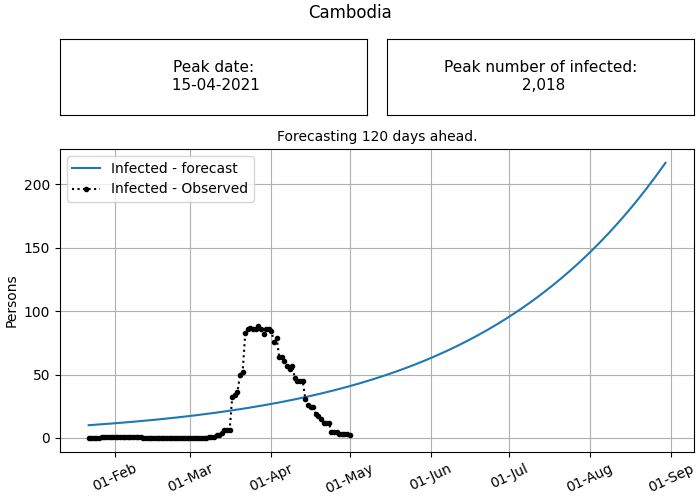 Cambodia
Peak date:
15-04-2021
Peak number of infected:
2,018
Forecasting 120 days ahead.
Infected - forecast
Infected - Observed
Persons
200
150
100
50
0
01-Feb
01-Mar
01-Apr
01-May
01-Jun
01-Jul
01-Aug
01-Sep